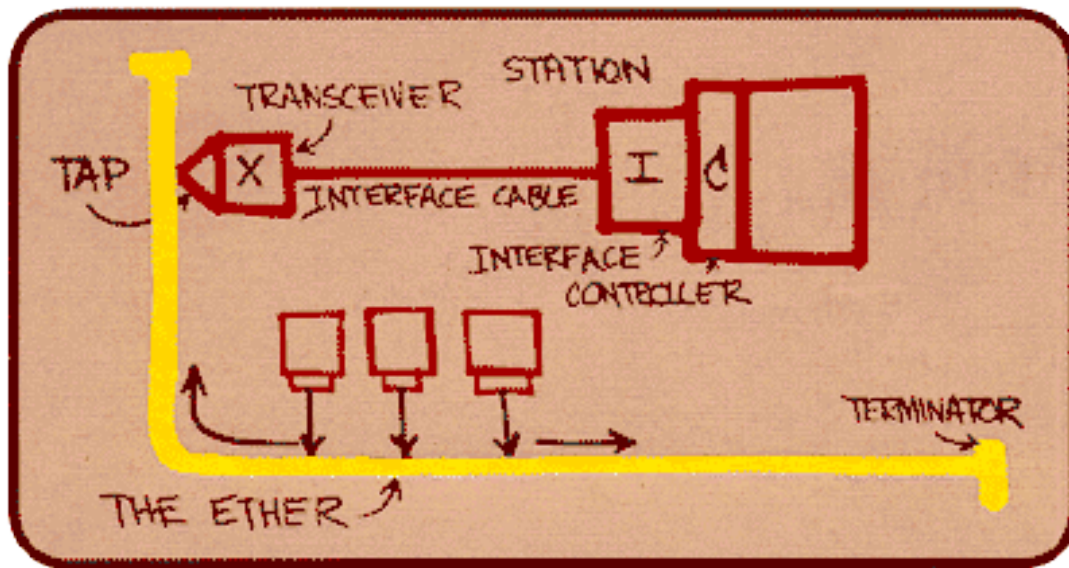 STATION
TRANSCEIVER
TAP
X
I
C
INTERFACE CABLE
INTERFACE
CONTROLLER
TERMINATOR
THE ETHER